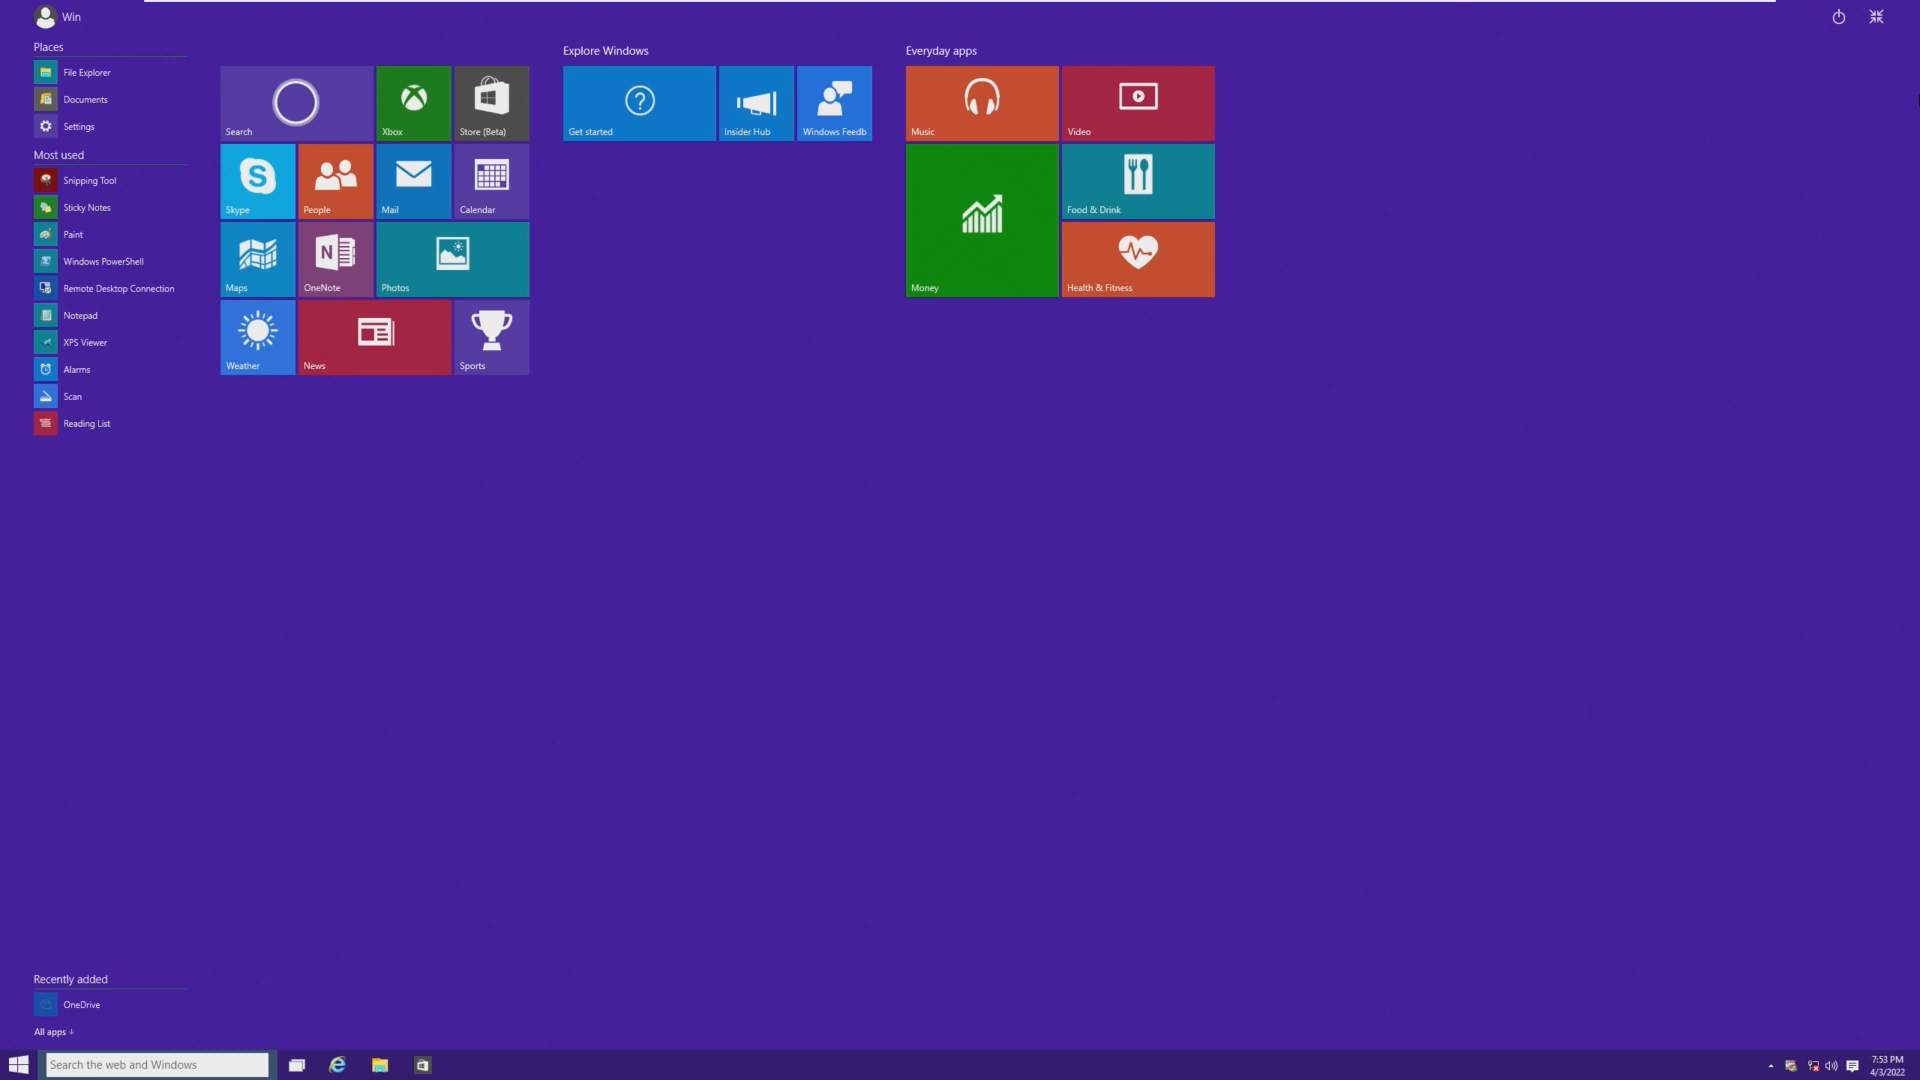 Win
Places
File Explorer
Documents
Settings
Most used
Snipping Tool
Sticky Notes
Paint
Windows PowerShell
Remote Desktop Connection
Notepad
XPS Viewer
Alarms
Scan
Reading List
Recently added
OneDrive
All apps ↓
Search
Xbox
Store (Beta)
Skype
People
Mail
Calendar
Maps
N
OneNote
Photos
Weather
News
Sports
Explore Windows
Get started
Insider Hub
Windows Feedb
Everyday apps
Music
Video
Money
Food & Drink
Health & Fitness
Search the web and Windows
7:53 PM
4/3/2022